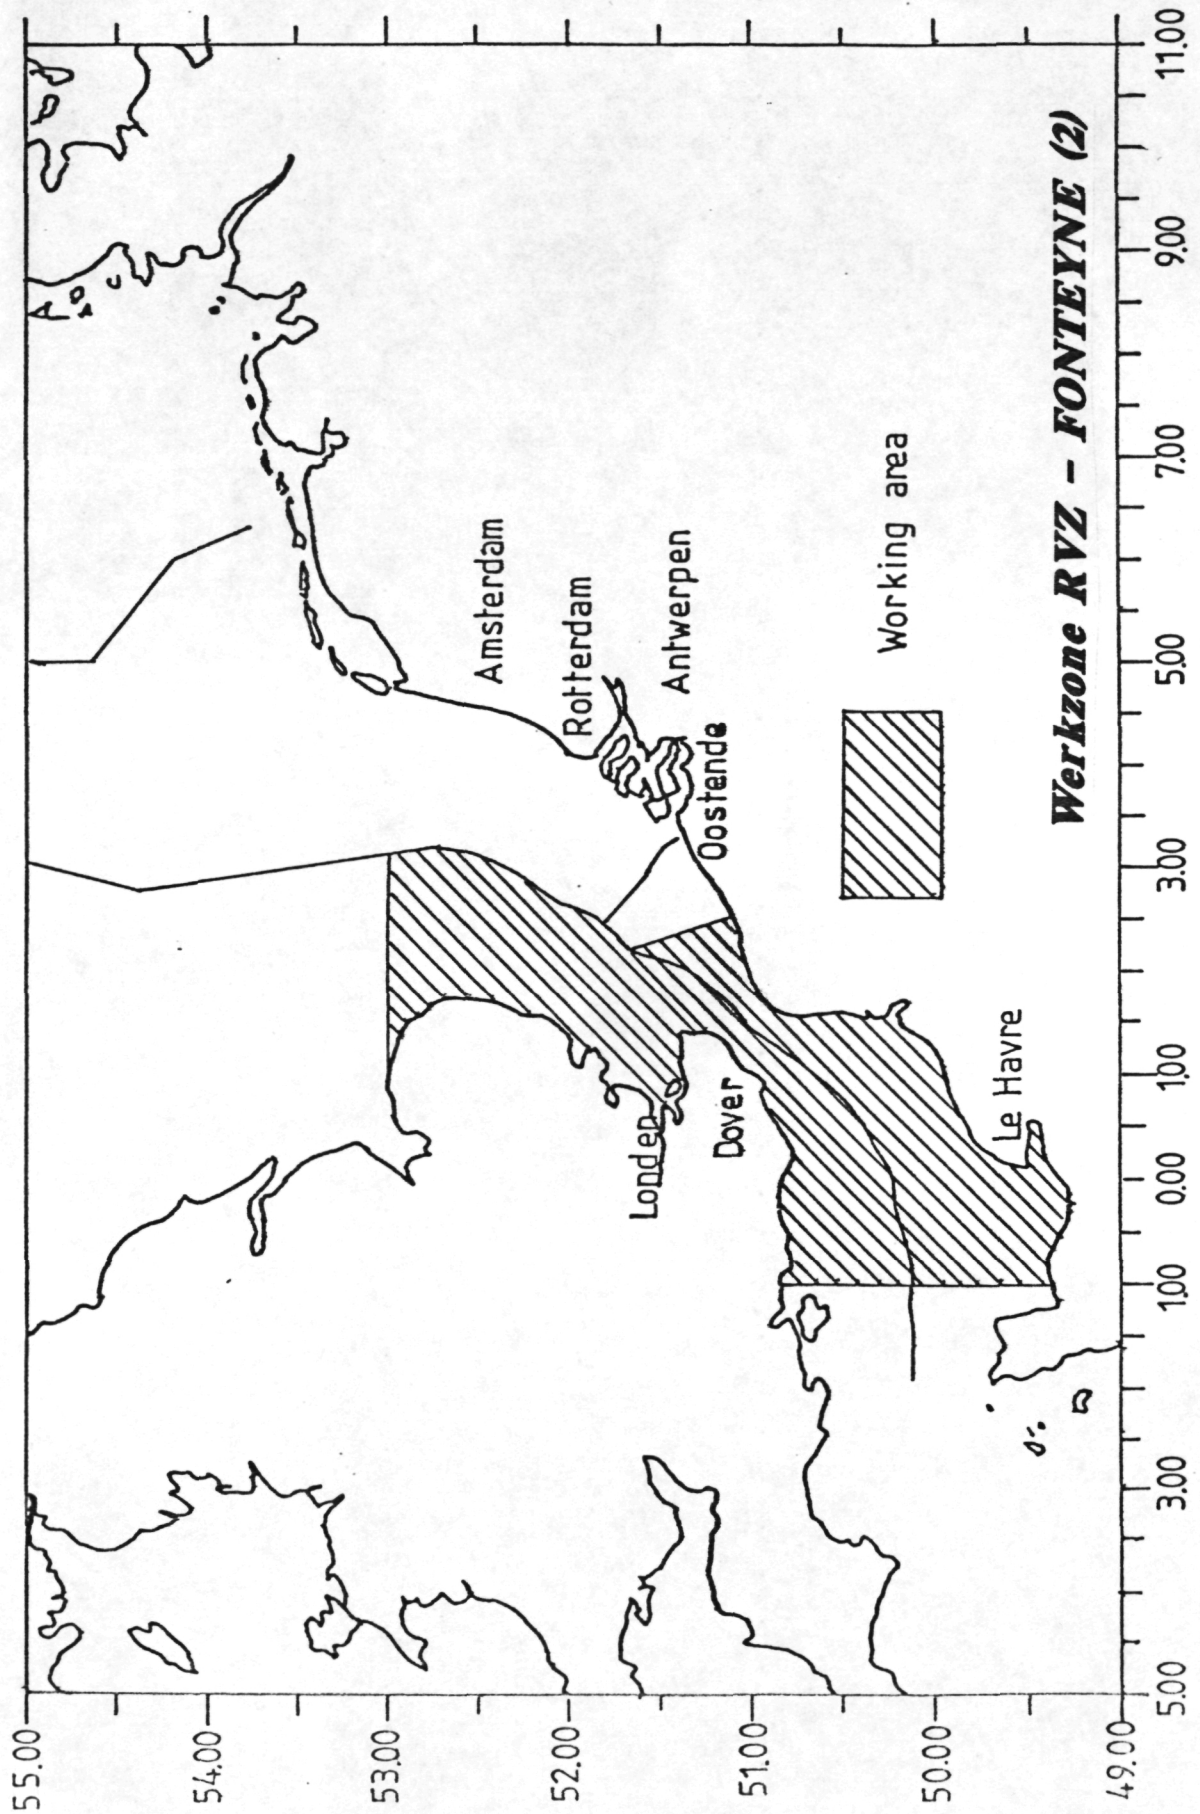 55.00
54.00
53.00
52.00
51.00
50.00
49.00
5.00
3.00
1.00
0.00
1.00
3.00
5.00
7.00
9.00
11.00
Amsterdam
Rotterdam
Antwerpen
Oostende
Londen
Dover
Le Havre
Working area
Werkzone RVZ - FONTEYNE (2)